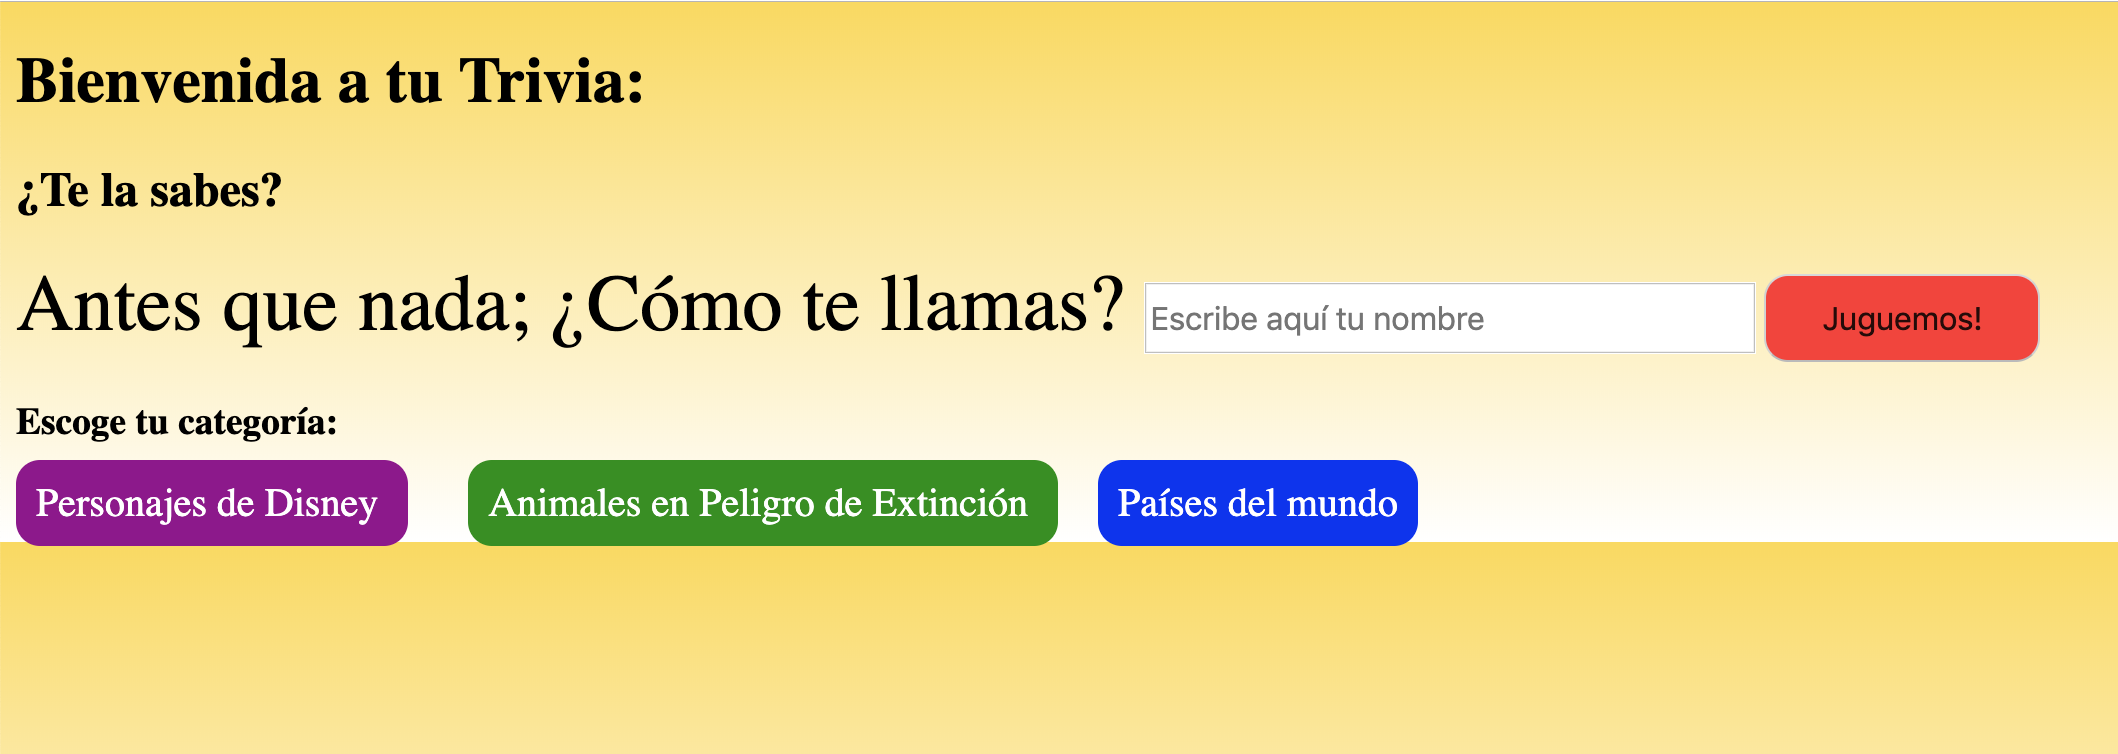 Bienvenida a tu Trivia:
¿Te la sabes?
Antes que nada; ¿Cómo te llamas? Escribe aquí tu nombre Juguemos!
Escoge tu categoría:
Personajes de Disney Animales en Peligro de Extinción Países del mundo